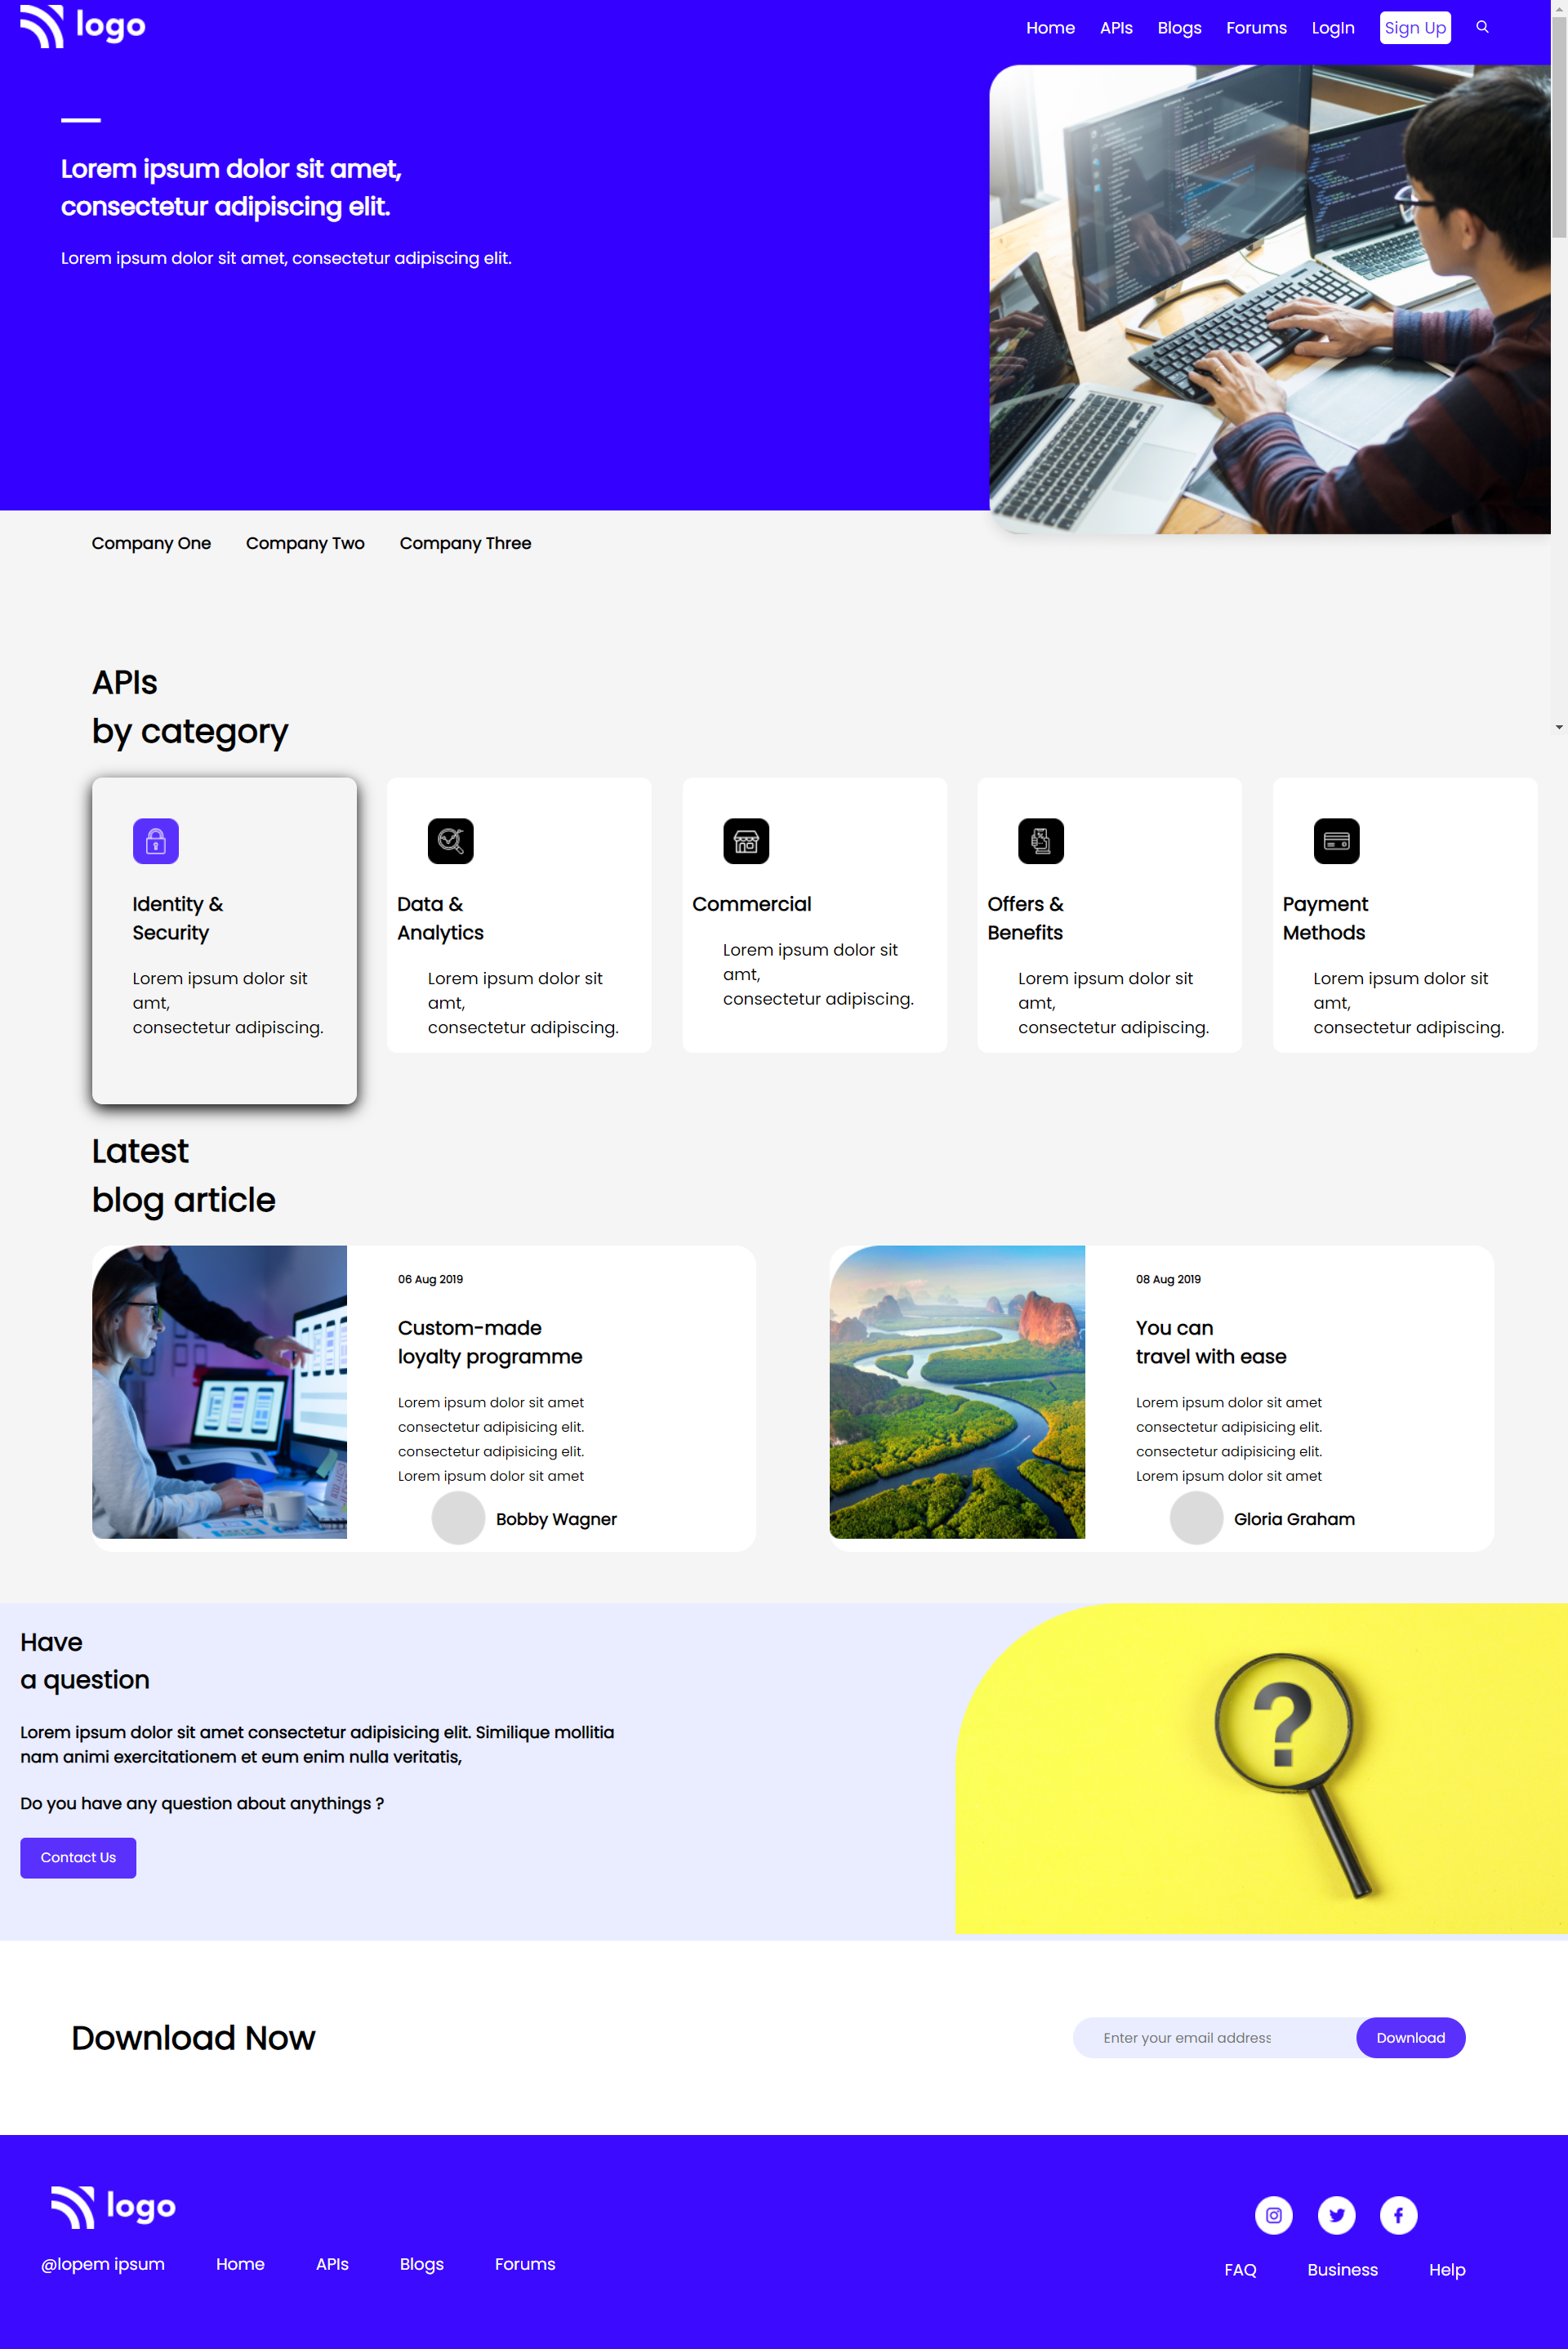 logo
Home APIs Blogs Forums LogIn Sign Up
Lorem ipsum dolor sit amet,
consectetur adipiscing elit.
Lorem ipsum dolor sit amet, consectetur adipiscing elit.
Company One Company Two Company Three
APIs
by category
Identity &
Security
Lorem ipsum dolor sit
amt,
consectetur adipiscing.
Data &
Analytics
Lorem ipsum dolor sit
amt,
consectetur adipiscing.
Commercial
Lorem ipsum dolor sit
amt,
consectetur adipiscing.
Offers &
Benefits
Lorem ipsum dolor sit
amt,
consectetur adipiscing.
Payment
Methods
Lorem ipsum dolor sit
amt,
consectetur adipiscing.
Latest
blog article
06 Aug 2019
Custom-made
loyalty programme
Lorem ipsum dolor sit amet
consectetur adipisicing elit.
consectetur adipisicing elit.
Lorem ipsum dolor sit amet
Bobby Wagner
08 Aug 2019
You can
travel with ease
Lorem ipsum dolor sit amet
consectetur adipisicing elit.
consectetur adipisicing elit.
Lorem ipsum dolor sit amet
Gloria Graham
Have
a question
Lorem ipsum dolor sit amet consectetur adipisicing elit. Similique mollitia
nam animi exercitationem et eum enim nulla veritatis,
Do you have any question about anythings ?
Contact Us
?
Download Now
Enter your email address
Download
logo
@lopem ipsum Home APIs Blogs Forums
FAQ Business Help